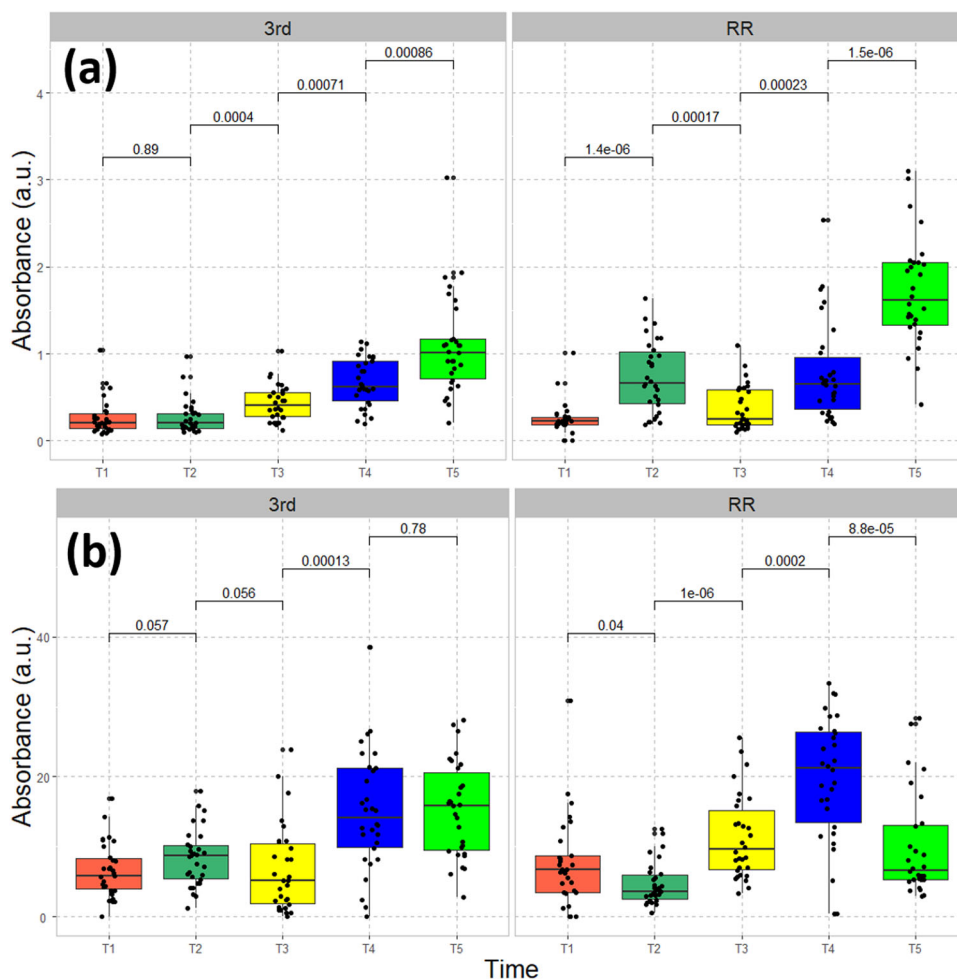 3rd RR
(a)
0.00086 1.5e-06
0.00071 0.00023
0.0004 0.00017
0.89 1.4e-06
4
3
2
1
0
Absorbance (a.u.)
T1 T2 T3 T4 T5 T1 T2 T3 T4 T5
3rd RR
(b)
0.78 8.8e-05
0.00013 0.0002
0.056 1e-06
0.057 0.04
40
20
0
Absorbance (a.u.)
T1 T2 T3 T4 T5 T1 T2 T3 T4 T5
Time